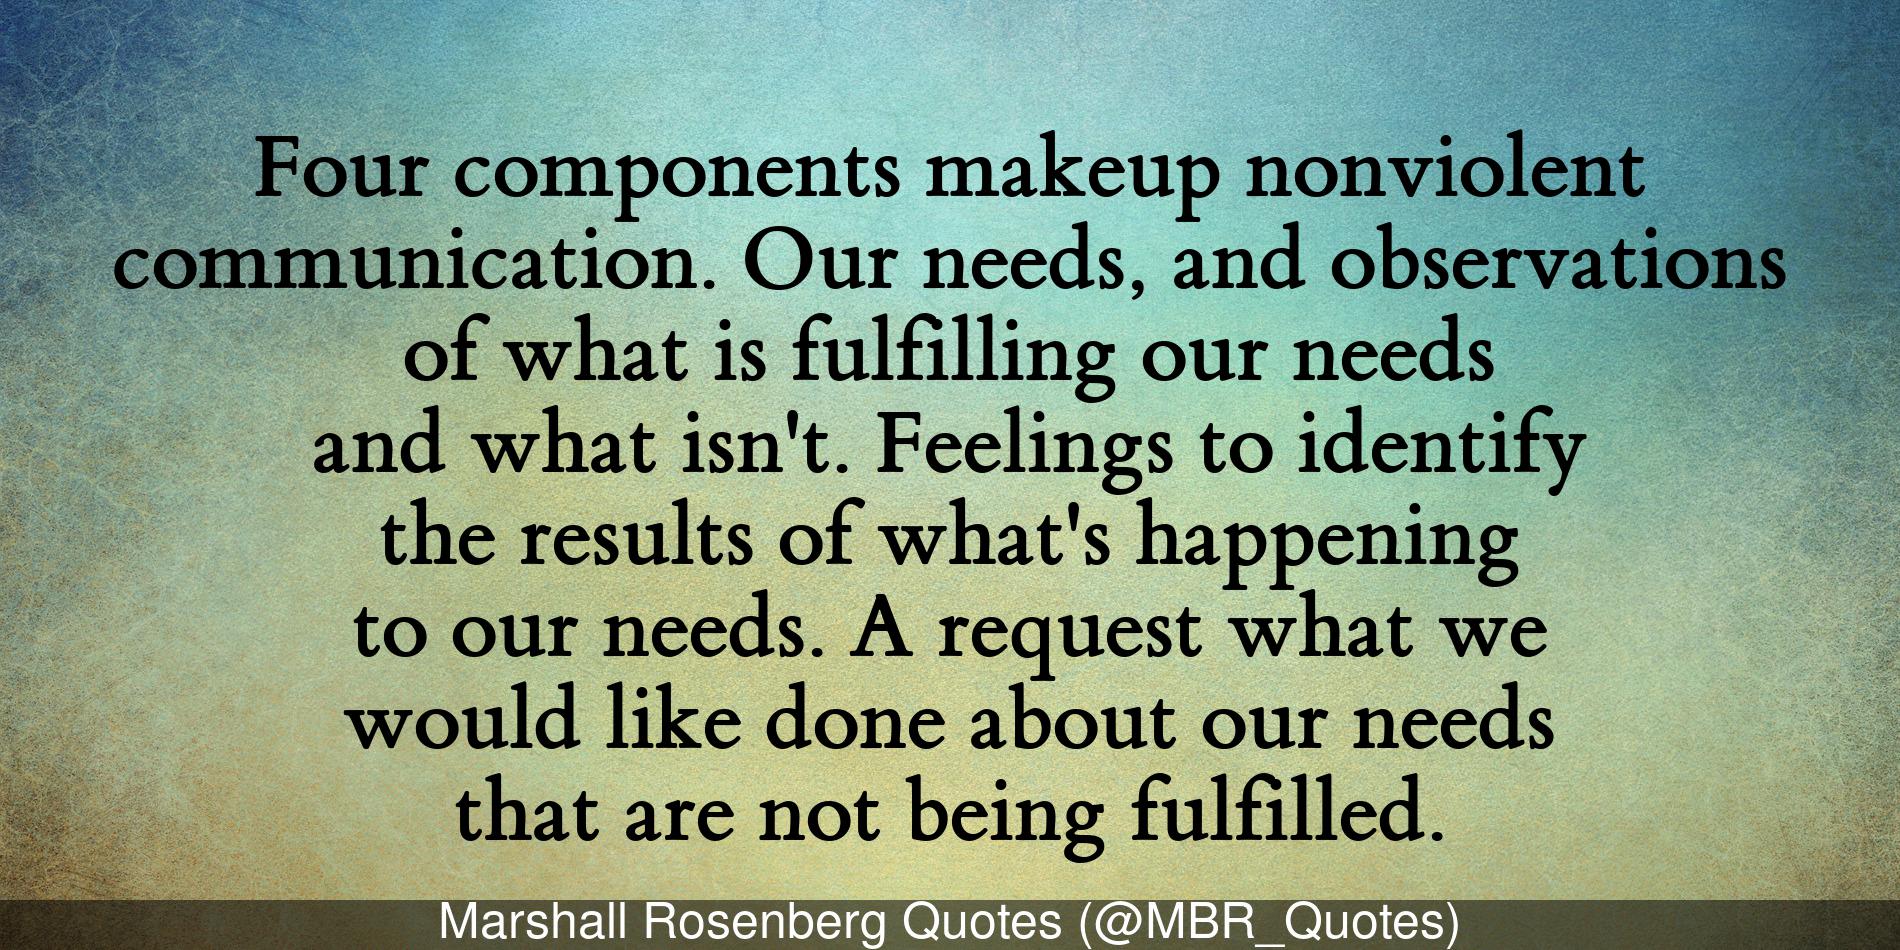 Four components makeup nonviolent
communication. Our needs, and observations
of what is fulfilling our needs
and what isn't. Feelings to identify
the results of what's happening
to our needs. A request what we
would like done about our needs
that are not being fulfilled.
Marshall Rosenberg Quotes (@MBR_Quotes)